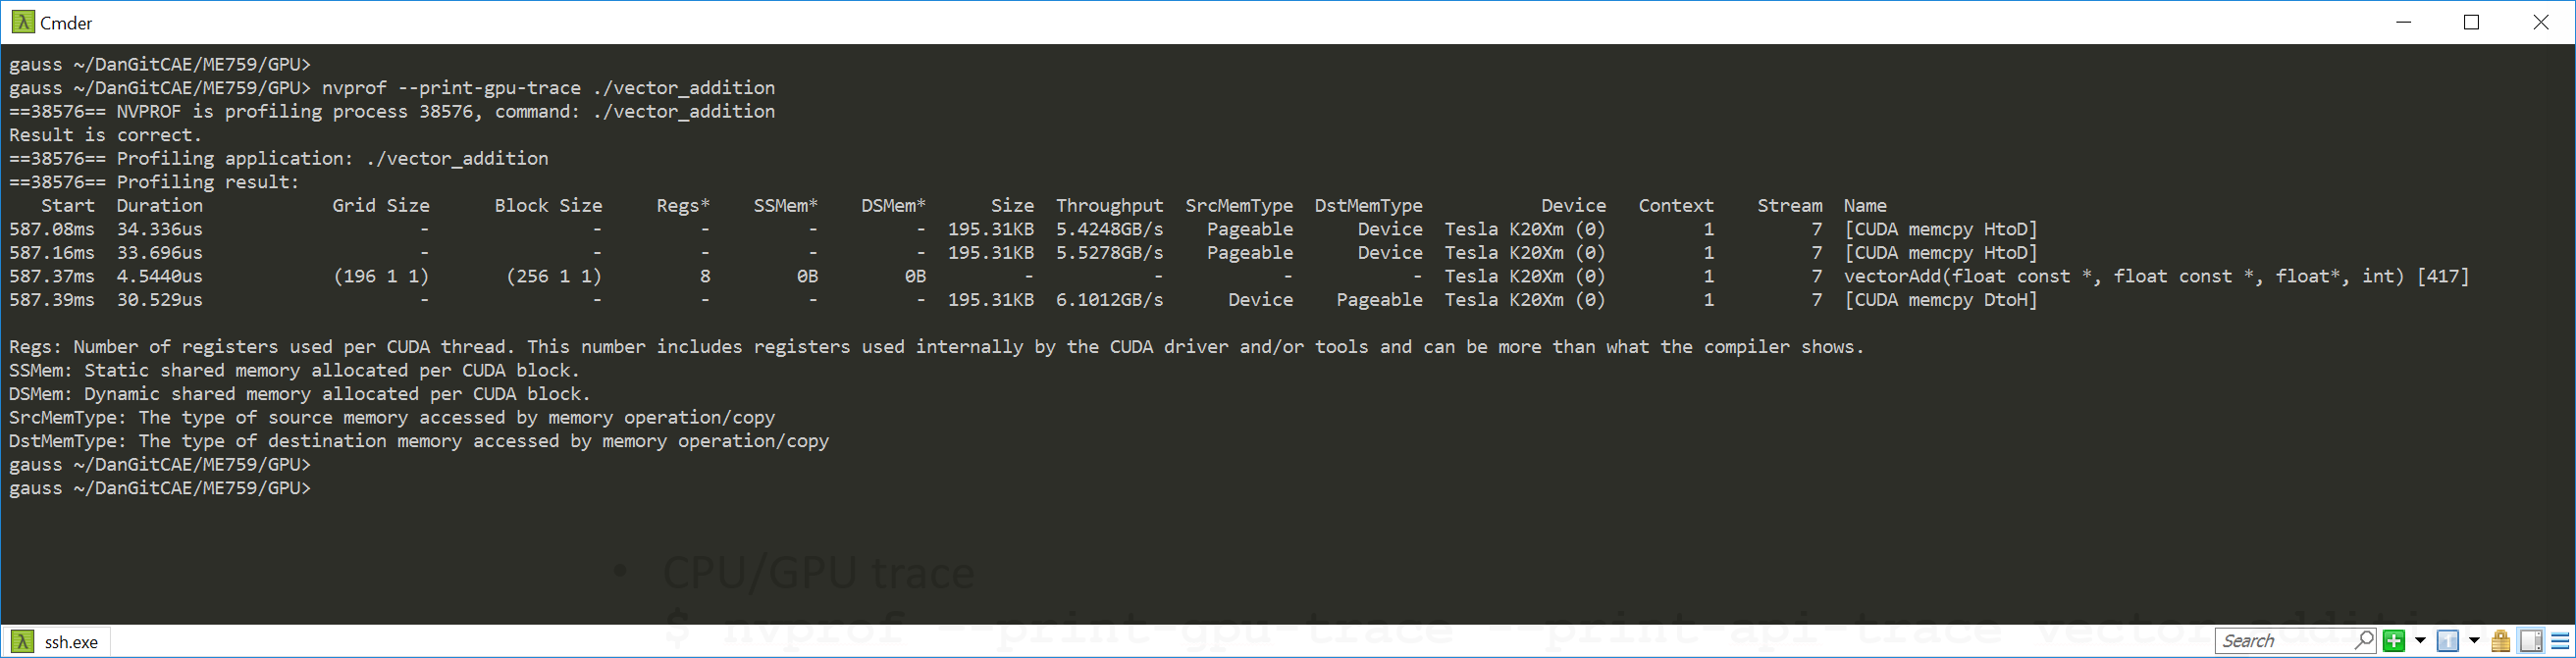 Cmder
gauss ~/DanGitCAE/ME759/GPU>
gauss ~/DanGitCAE/ME759/GPU> nvprof --print-gpu-trace ./vector_addition
==38576== NVPROF is profiling process 38576, command: ./vector_addition
Result is correct.
==38576== Profiling application: ./vector_addition
==38576== Profiling result:
Start Duration Grid Size Block Size Regs* SSMem* DSMem* Size Throughput SrcMemType DstMemType Device Context Stream Name
587.08ms 34.336us - - - - - 195.31KB 5.4248GB/s Pageable Device Tesla K20Xm (0) 1 7 [CUDA memcpy HtoD]
587.16ms 33.696us - - - - - 195.31KB 5.5278GB/s Pageable Device Tesla K20Xm (0) 1 7 [CUDA memcpy HtoD]
587.37ms 4.5440us (196 1 1) (256 1 1) 8 0B 0B - - - - Tesla K20Xm (0) 1 7 vectorAdd(float const *, float const *, float*, int) [417]
587.39ms 30.529us - - - - - 195.31KB 6.1012GB/s Device Pageable Tesla K20Xm (0) 1 7 [CUDA memcpy DtoH]
Regs: Number of registers used per CUDA thread. This number includes registers used internally by the CUDA driver and/or tools and can be more than what the compiler shows.
SSMem: Static shared memory allocated per CUDA block.
DSMem: Dynamic shared memory allocated per CUDA block.
SrcMemType: The type of source memory accessed by memory operation/copy
DstMemType: The type of destination memory accessed by memory operation/copy
gauss ~/DanGitCAE/ME759/GPU>
gauss ~/DanGitCAE/ME759/GPU>
• CPU/GPU trace
$ nvprof --print-gpu-trace --print-api-trace
ssh.exe
Search